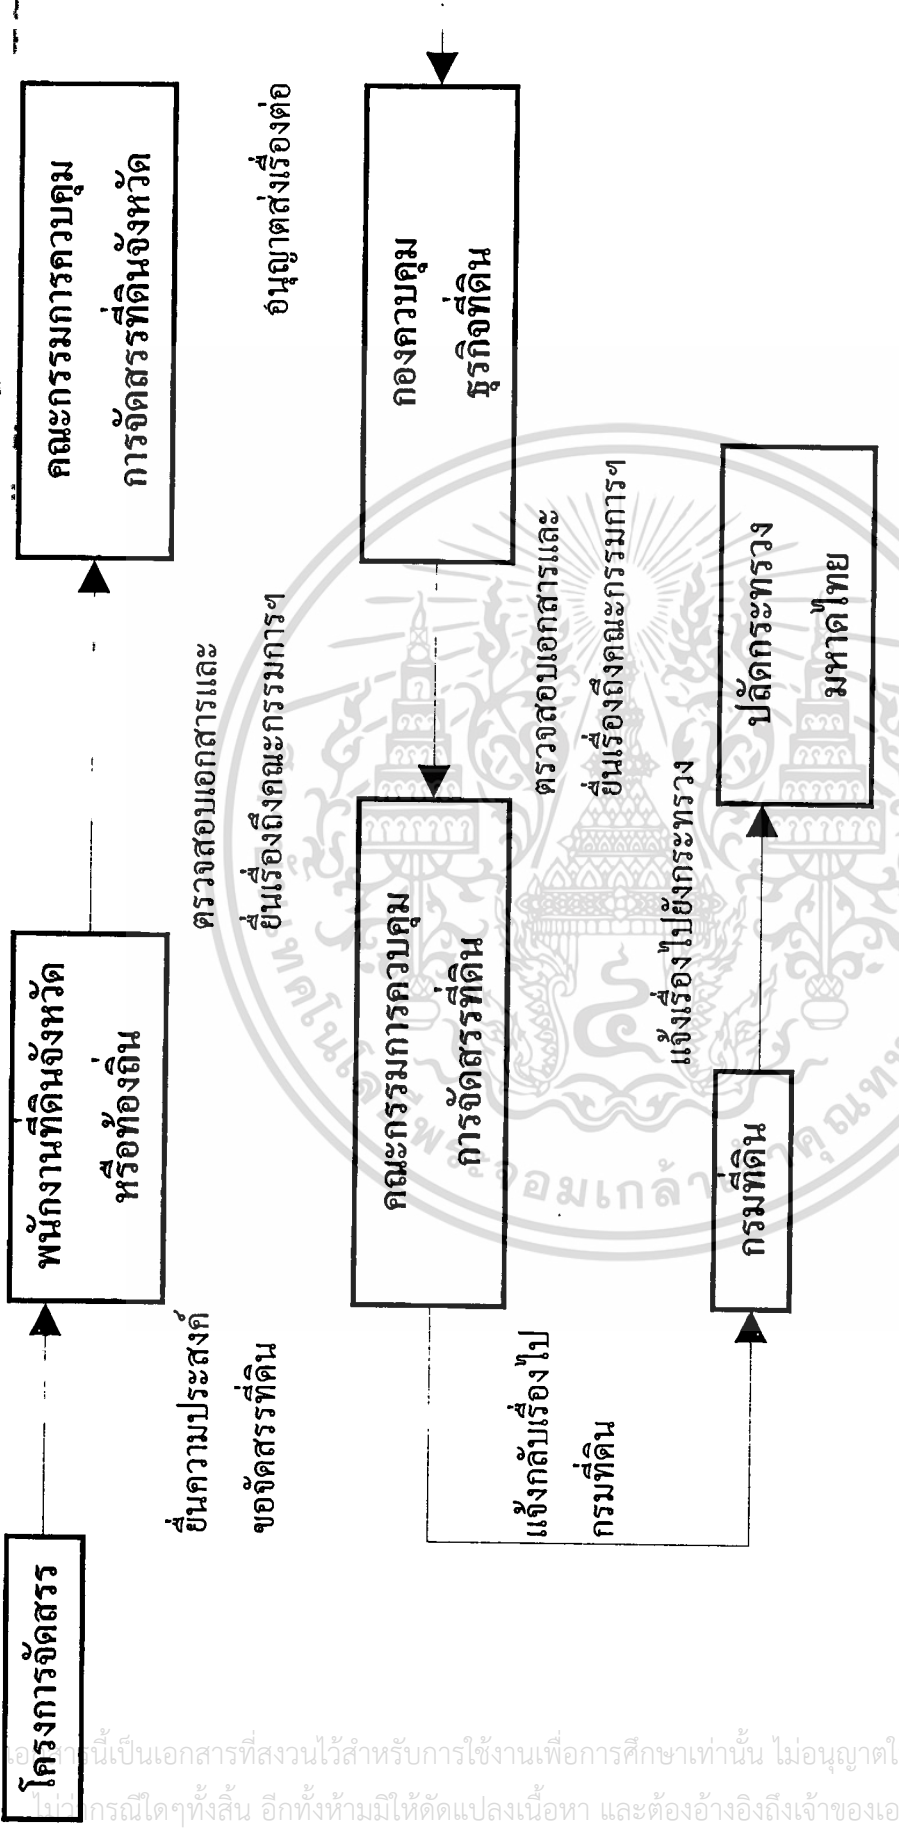 โครงการจัดสรร
ยื่นความประสงค์
ขอจัดสรรที่ดิน
พนักงานที่ดินจังหวัด
หรือท้องถิ่น
ตรวจสอบเอกสารและ
ยื่นเรื่องถึงคณะกรรมการฯ
คณะกรรมการควบคุม
การจัดสรรที่ดินจังหวัด
อนุญาตส่งเรื่องต่อ
กองควบคุม
ธุรกิจที่ดิน
ตรวจสอบเอกสารและ
ยื่นเรื่องถึงคณะกรรมการฯ
คณะกรรมการควบคุม
การจัดสรรที่ดิน
แจ้งกลับเรื่องไป
กรมที่ดิน
กรมที่ดิน
แจ้งเรื่องไปยังกระทรวง
ปลัดกระทรวง
มหาดไทย
เอกสารนี้เป็นเอกสารที่สงวนไว้สำหรับการใช้งานเพื่อการศึกษาเท่านั้น ไม่อนุญาตใ
ไม่ว่ากรณีใดๆทั้งสิ้น อีกทั้งห้ามมิให้ดัดแปลงเนื้อหา และต้องอ้างอิงถึงเจ้าของเอ